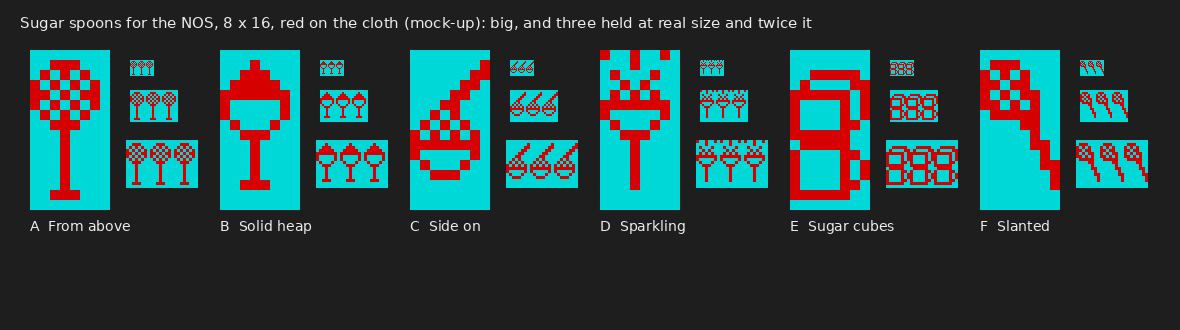 Sugar spoons for the NOS, 8 x 16, red on the cloth (mock-up): big, and three held at real size and twice it
A  From above
B  Solid heap
C  Side on
D  Sparkling
E  Sugar cubes
F  Slanted